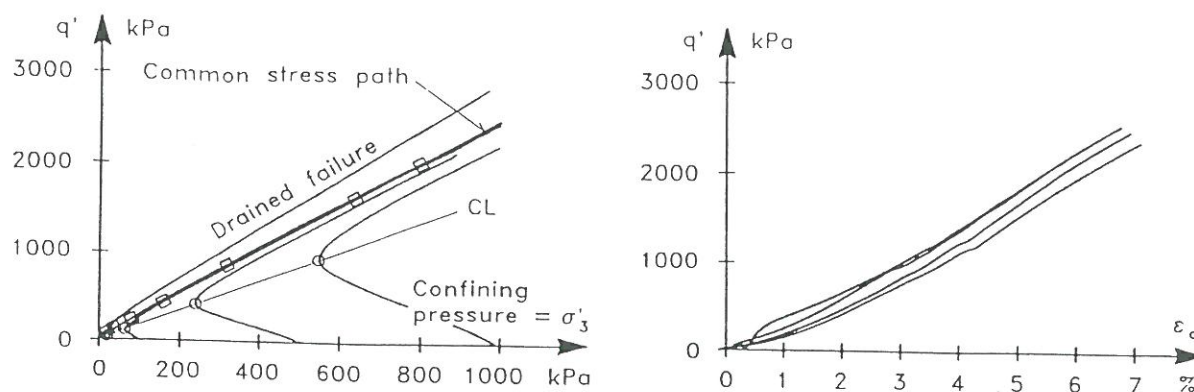 q' kPa
3000
Common stress path
2000
Drained failure
1000
CL
Confining
pressure = σ'₃
0
0 200 400 600 800 1000 kPa
q' kPa
3000
2000
1000
0
0 1 2 3 4 5 6 7 %